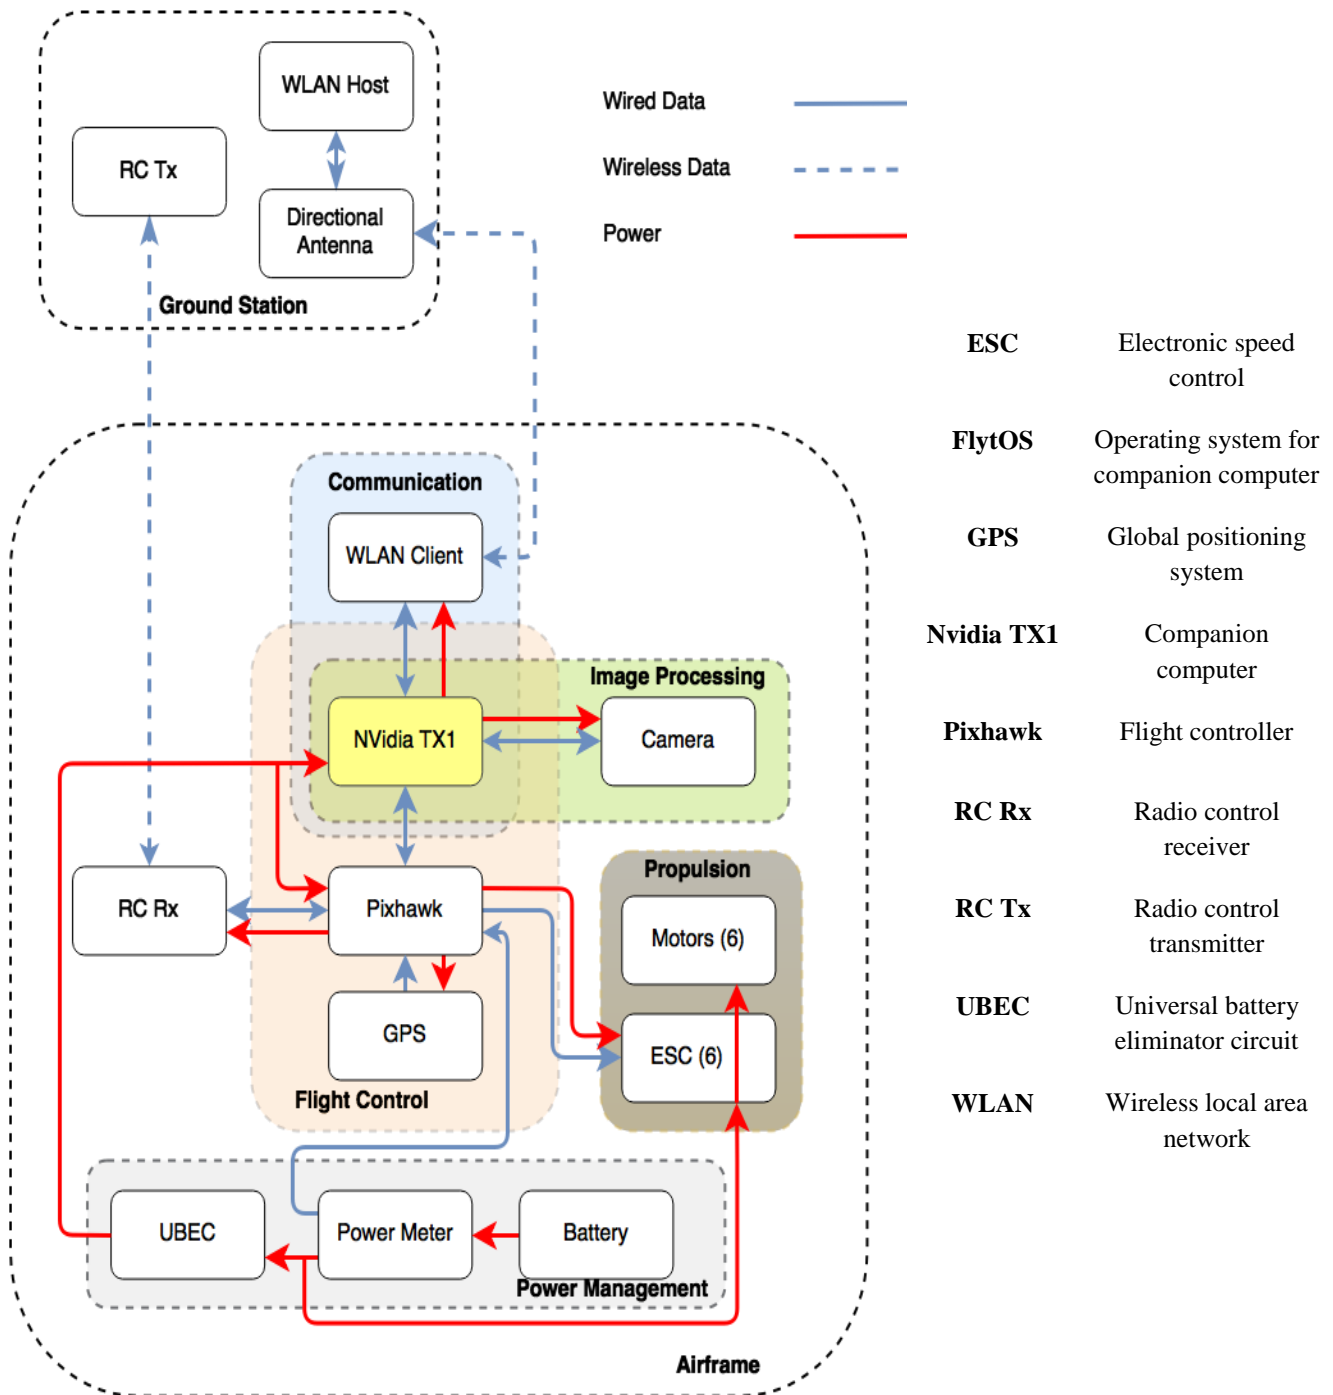 WLAN Host
RC Tx
Directional
Antenna
Ground Station
Wired Data
Wireless Data
Power
Communication
WLAN Client
Image Processing
NVidia TX1
Camera
Propulsion
RC Rx
Pixhawk
Motors (6)
GPS
ESC (6)
Flight Control
UBEC
Power Meter
Battery
Power Management
Airframe
ESC Electronic speed
control
FlytOS Operating system for
companion computer
GPS Global positioning
system
Nvidia TX1 Companion
computer
Pixhawk Flight controller
RC Rx Radio control
receiver
RC Tx Radio control
transmitter
UBEC Universal battery
eliminator circuit
WLAN Wireless local area
network